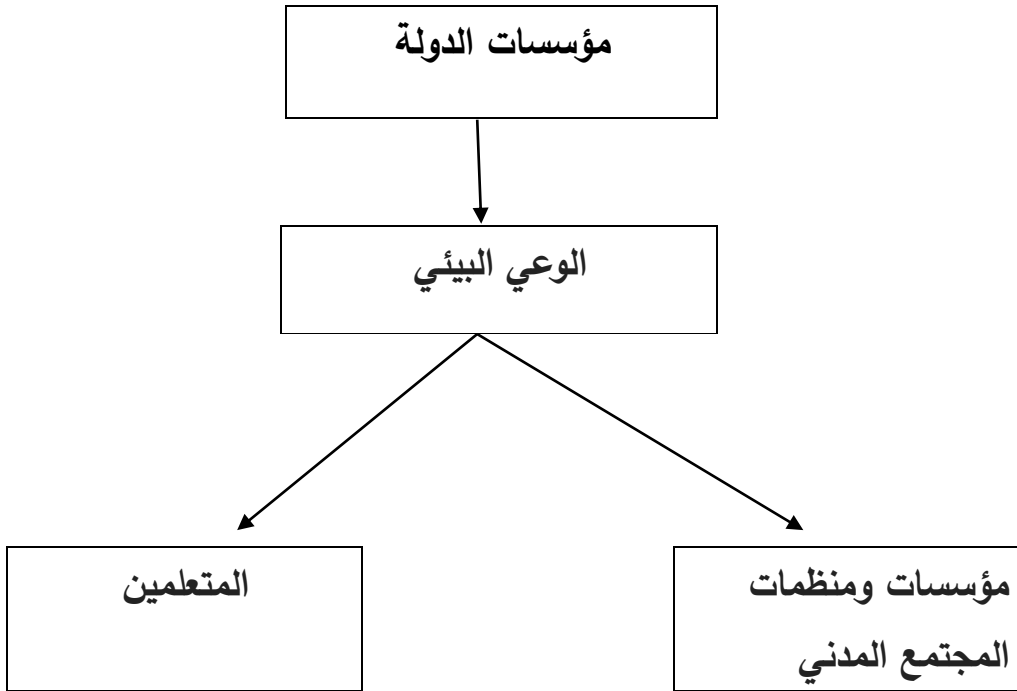 مؤسسات الدولة
الوعي البيئي
مؤسسات ومنظمات
المجتمع المدني
المتعلمين